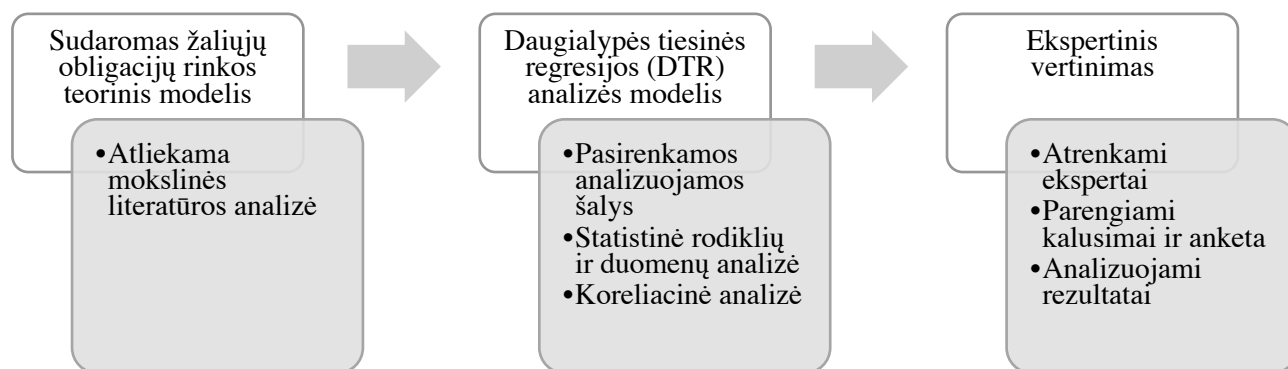 Sudaromas žaliųjų
obligacijų rinkos
teorinis modelis
•Atliekama
mokslinės
literatūros analizė
Daugialypės tiesinės
regresijos (DTR)
analizės modelis
•Pasirenkamos
analizuojamos
šalys
•Statistinė rodiklių
ir duomenų analizė
•Koreliacinė analizė
Ekspertinis
vertinimas
•Atrenkami
ekspertai
•Parengiami
kalusimai ir anketa
•Analizuojami
rezultatai